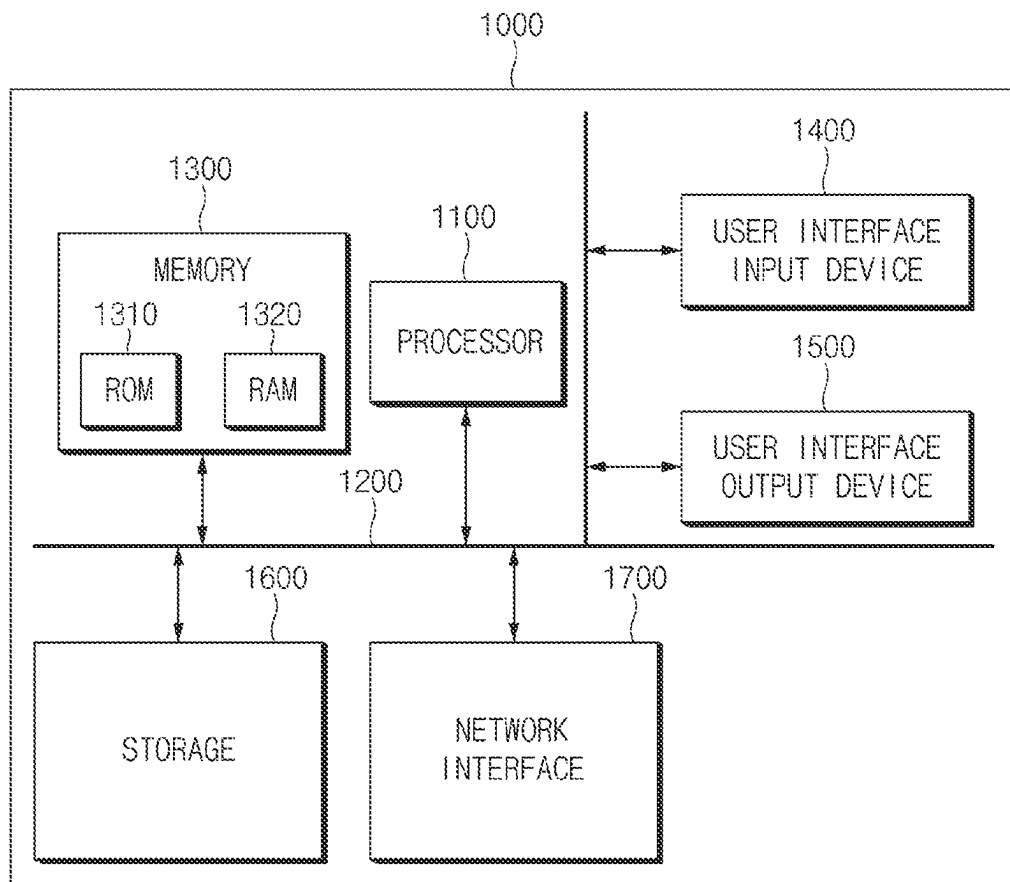 1000
1300
1100
1400
MEMORY
USER INTERFACE
INPUT DEVICE
1310
1320
PROCESSOR
ROM
RAM
1500
USER INTERFACE
OUTPUT DEVICE
1200
1600
1700
STORAGE
NETWORK
INTERFACE